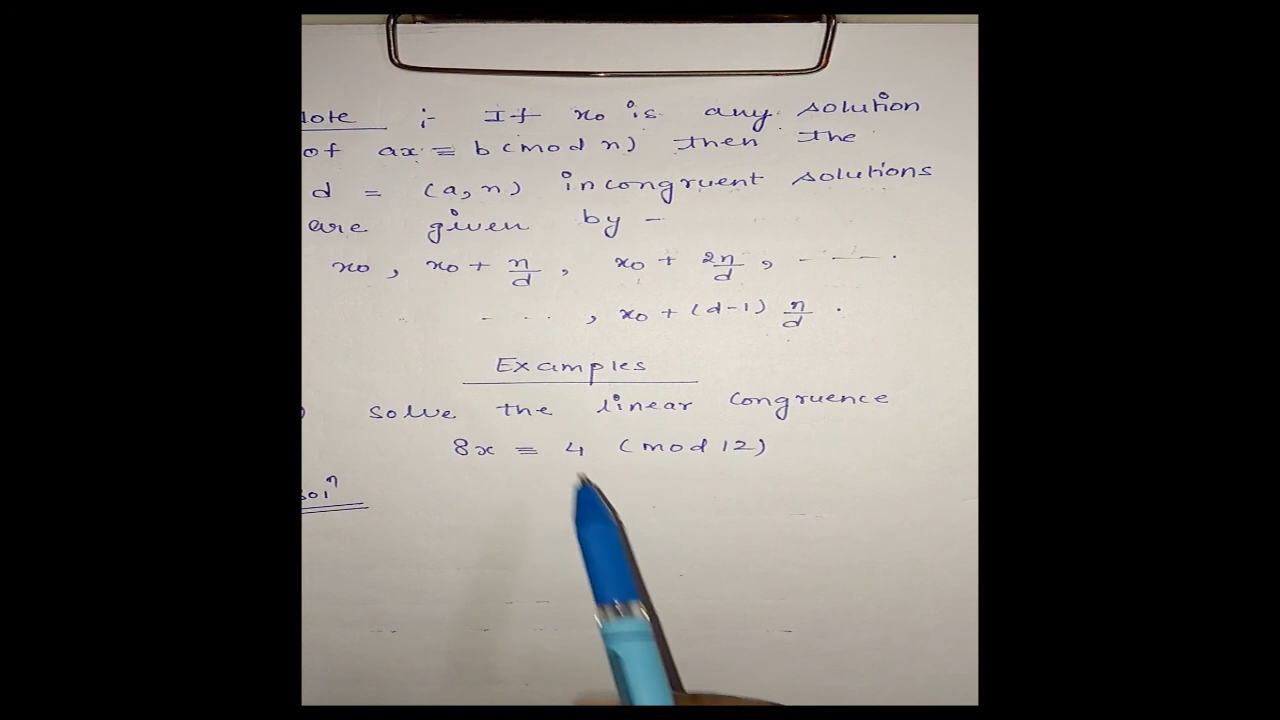 Note :- If x₀ is any solution
of ax ≡ b (mod n) then the
d = (a, n) incongruent solutions
are given by -
x₀, x₀ + n/d, x₀ + 2n/d, - - - .
- . . . , x₀ + (d-1) n/d .
Examples
) Solve the linear congruence
8x ≡ 4 (mod 12)
Solⁿ